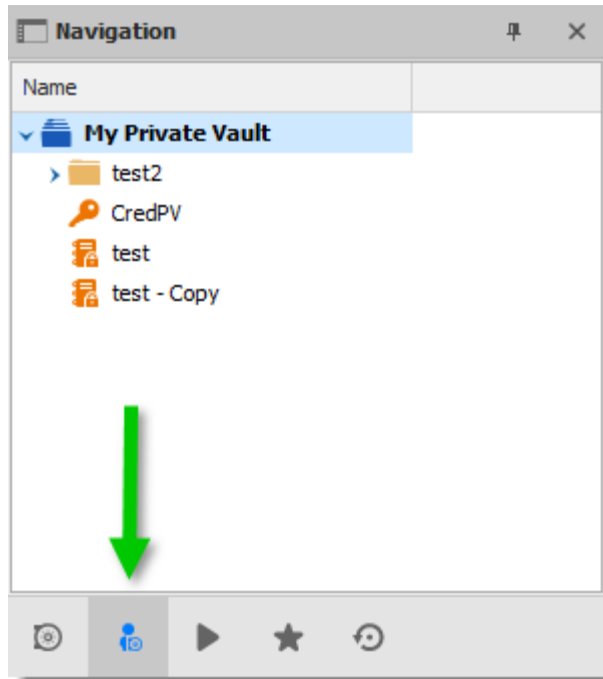 Navigation
Name
My Private Vault
test2
CredPV
test
test - Copy